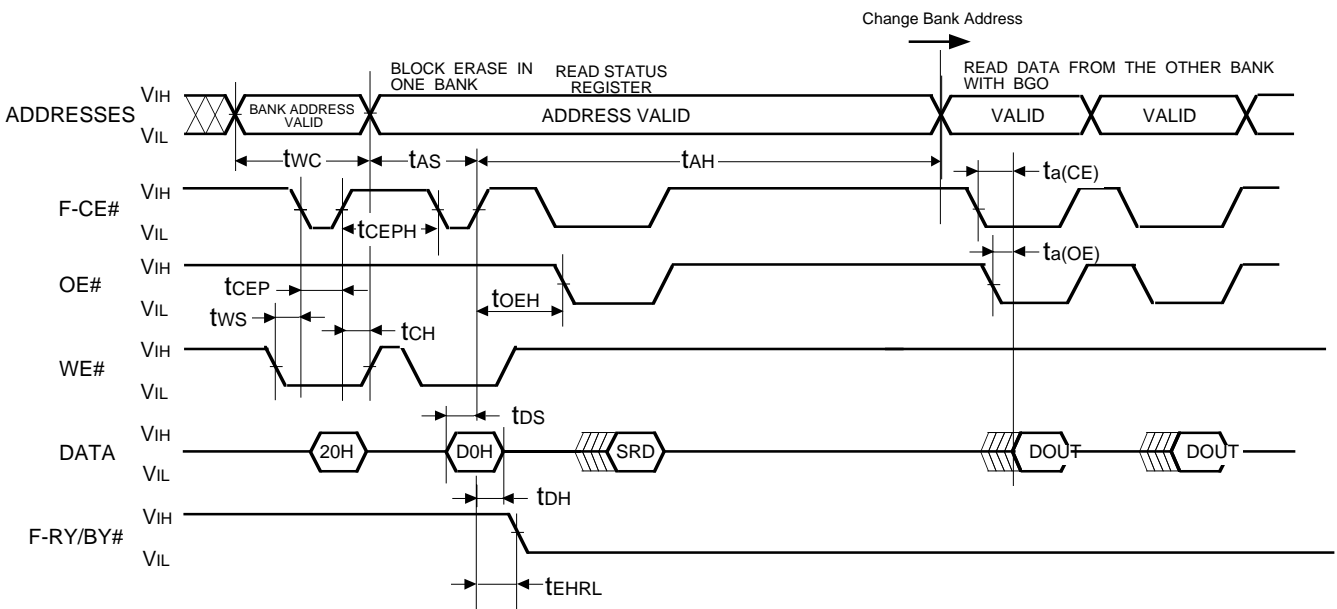 Change Bank Address
BLOCK ERASE IN
ONE BANK
READ STATUS
REGISTER
READ DATA FROM THE OTHER BANK
WITH BGO
ADDRESSES
VIH
VIL
BANK ADDRESS
VALID
ADDRESS VALID
VALID
VALID
tWC
tAS
tAH
ta(CE)
F-CE#
VIH
VIL
tCEPH
ta(OE)
OE#
VIH
VIL
tCEP
tOEH
tWS
tCH
WE#
VIH
VIL
tDS
DATA
VIH
VIL
20H
D0H
SRD
DOUT
DOUT
tDH
F-RY/BY#
VIH
VIL
tEHRL